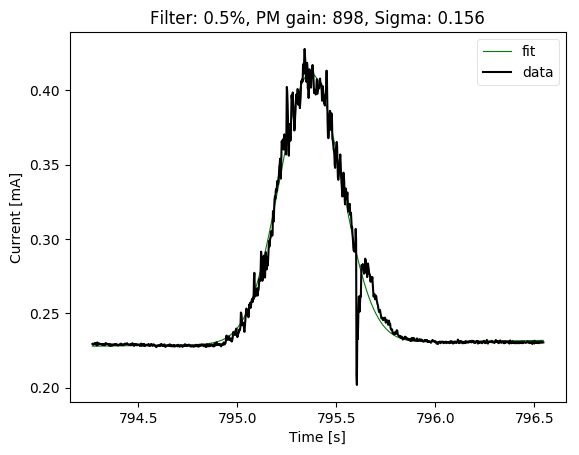 Filter: 0.5%, PM gain: 898, Sigma: 0.156
fit
data
0.40
0.35
0.30
0.25
0.20
Current [mA]
794.5 795.0 795.5 796.0 796.5
Time [s]